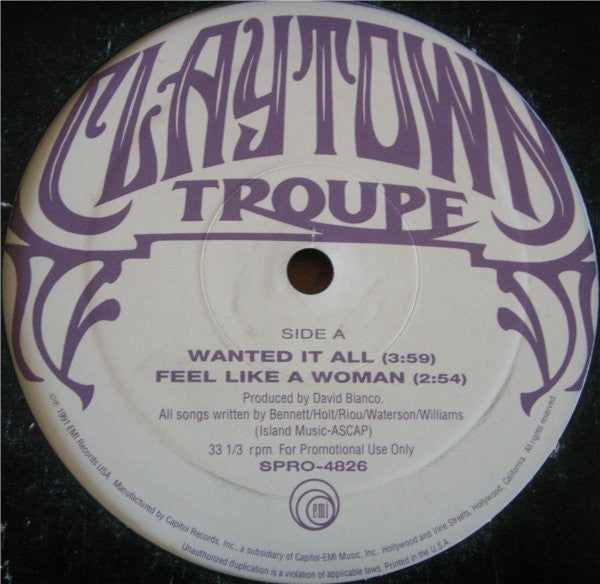 CLAYTOWN
TROUPE
SIDE A
WANTED IT ALL (3:59)
FEEL LIKE A WOMAN (2:54)
Produced by David Bianco.
All songs written by Bennett/Holt/Riou/Waterson/Williams
(Island Music-ASCAP)
33 1/3 rpm For Promotional Use Only
SPRO-4826
emi
©℗ 1991 EMI Records USA. Manufactured by Capitol Records, Inc., a subsidiary of Capitol-EMI Music, Inc. Hollywood and Vine Streets, Hollywood, California. All rights reserved.
Unauthorized duplication is a violation of applicable laws. Printed in the U.S.A.